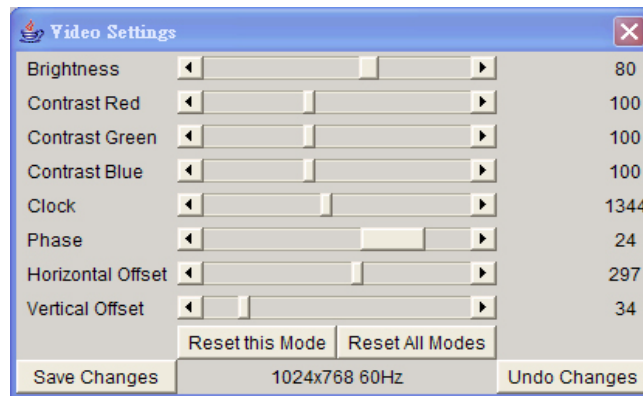 Video Settings
Brightness 80
Contrast Red 100
Contrast Green 100
Contrast Blue 100
Clock 1344
Phase 24
Horizontal Offset 297
Vertical Offset 34
Reset this Mode Reset All Modes
Save Changes 1024x768 60Hz Undo Changes